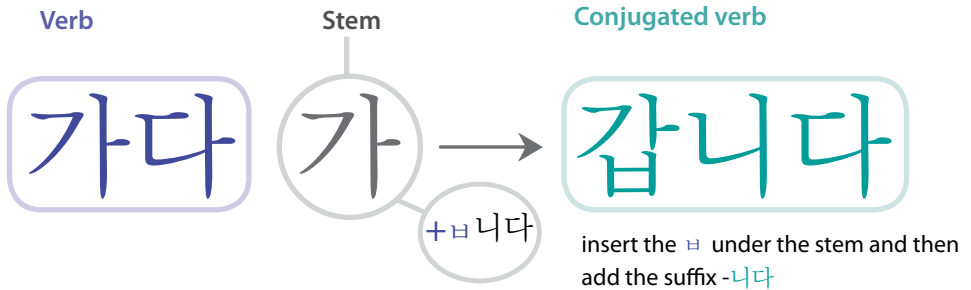 Verb
Stem
Conjugated verb
가다
가
갑니다
+ㅂ니다
insert the ㅂ under the stem and then
add the suffix -니다